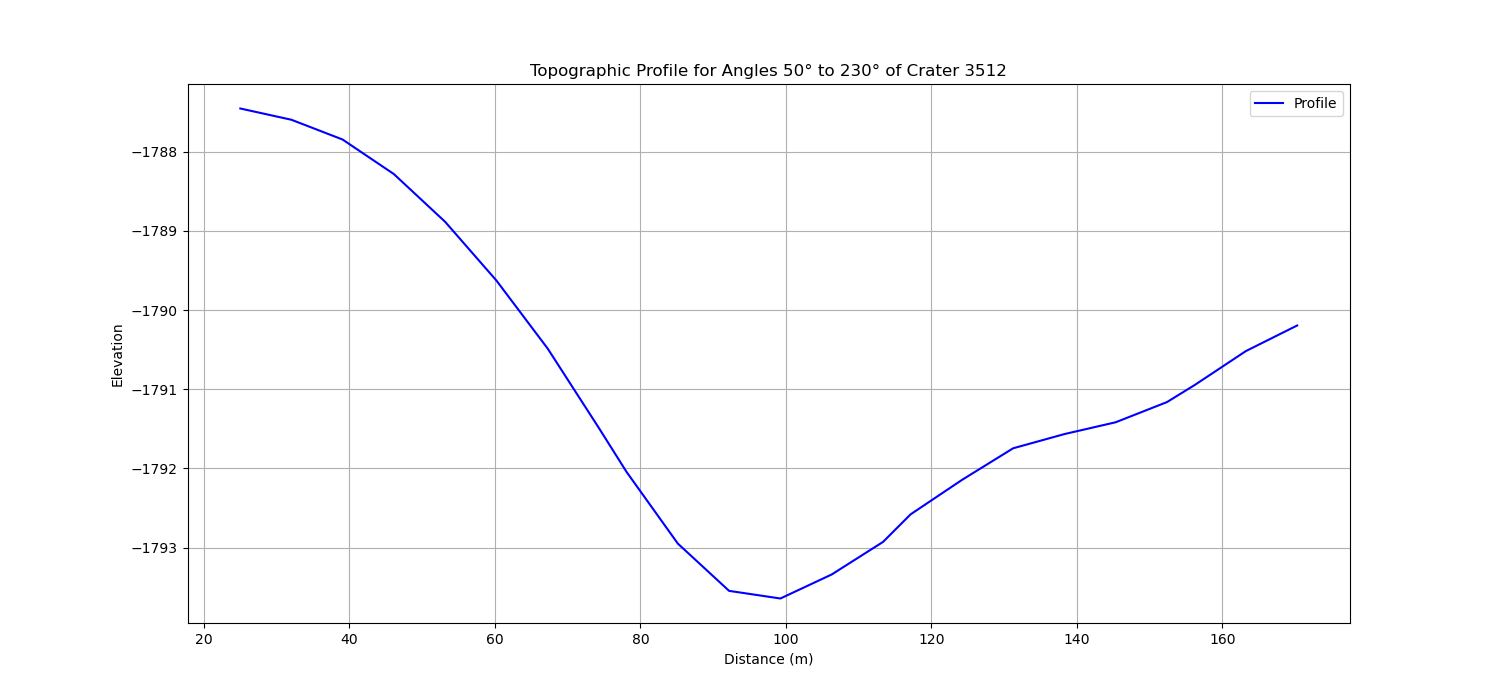 Topographic Profile for Angles 50° to 230° of Crater 3512
Profile
−1788
−1789
−1790
−1791
−1792
−1793
Elevation
20 40 60 80 100 120 140 160
Distance (m)